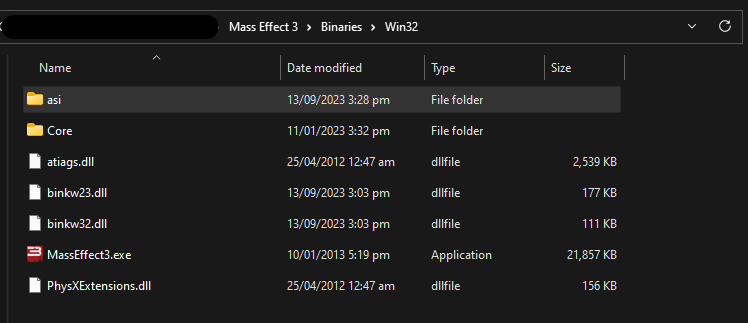 Mass Effect 3 > Binaries > Win32
Name Date modified Type Size
asi 13/09/2023 3:28 pm File folder
Core 11/01/2023 3:32 pm File folder
atiags.dll 25/04/2012 12:47 am dllfile 2,539 KB
binkw23.dll 13/09/2023 3:03 pm dllfile 177 KB
binkw32.dll 13/09/2023 3:03 pm dllfile 111 KB
MassEffect3.exe 10/01/2013 5:19 pm Application 21,857 KB
PhysXExtensions.dll 25/04/2012 12:47 am dllfile 156 KB